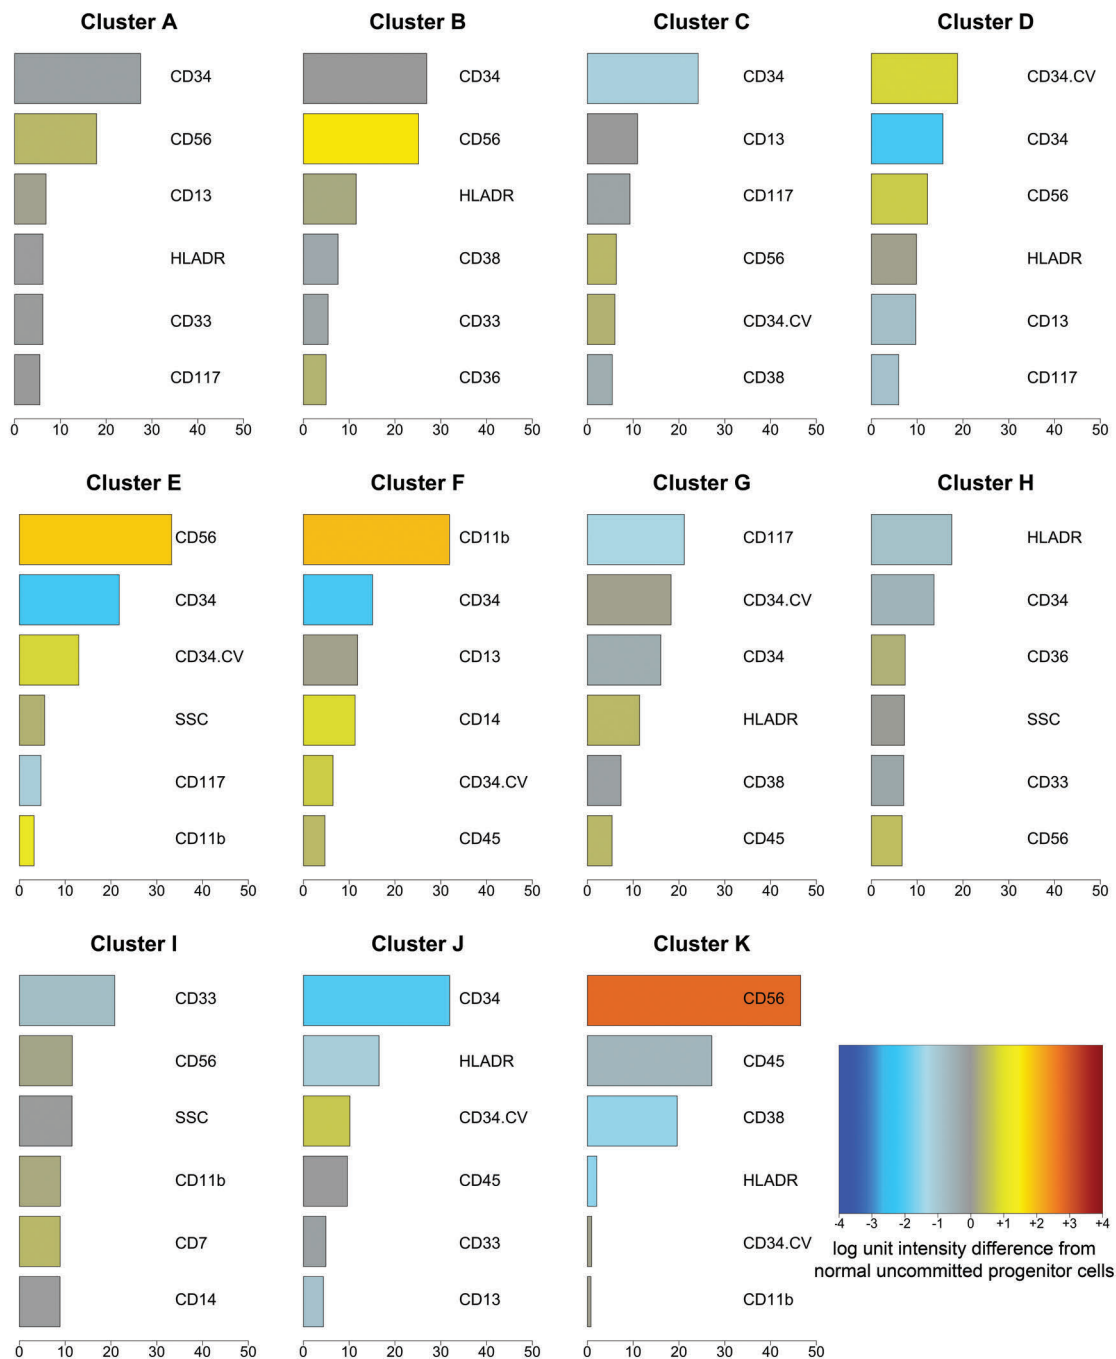 Cluster A
CD34
CD56
CD13
HLADR
CD33
CD117
0 10 20 30 40 50
Cluster B
CD34
CD56
HLADR
CD38
CD33
CD36
0 10 20 30 40 50
Cluster C
CD34
CD13
CD117
CD56
CD34.CV
CD38
0 10 20 30 40 50
Cluster D
CD34.CV
CD34
CD56
HLADR
CD13
CD117
0 10 20 30 40 50
Cluster E
CD56
CD34
CD34.CV
SSC
CD117
CD11b
0 10 20 30 40 50
Cluster F
CD11b
CD34
CD13
CD14
CD34.CV
CD45
0 10 20 30 40 50
Cluster G
CD117
CD34.CV
CD34
HLADR
CD38
CD45
0 10 20 30 40 50
Cluster H
HLADR
CD34
CD36
SSC
CD33
CD56
0 10 20 30 40 50
Cluster I
CD33
CD56
SSC
CD11b
CD7
CD14
0 10 20 30 40 50
Cluster J
CD34
HLADR
CD34.CV
CD45
CD33
CD13
0 10 20 30 40 50
Cluster K
CD56
CD45
CD38
HLADR
CD34.CV
CD11b
0 10 20 30 40 50
-4 -3 -2 -1 0 +1 +2 +3 +4
log unit intensity difference from
normal uncommitted progenitor cells